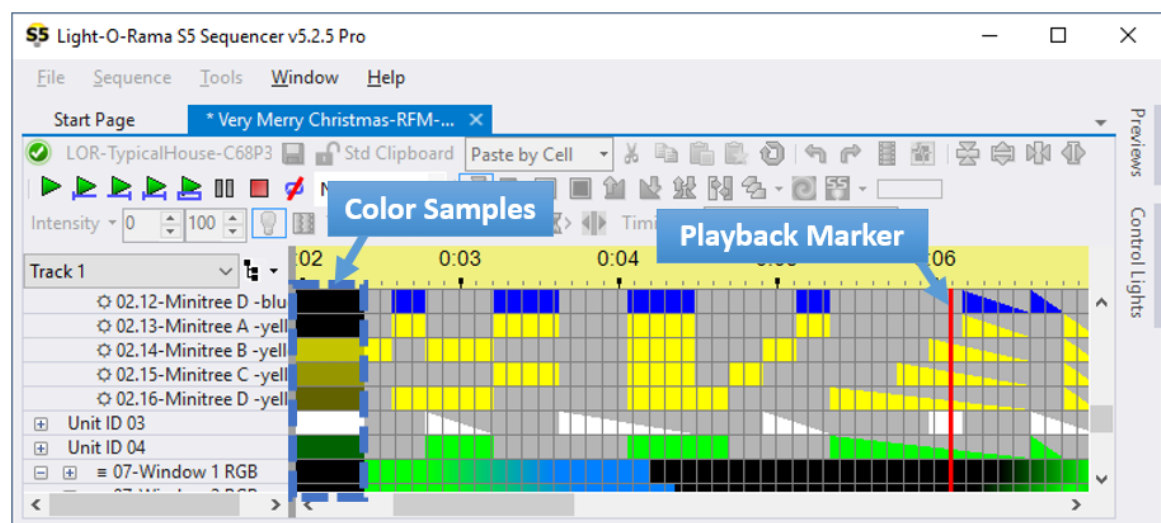 S5 Light-O-Rama S5 Sequencer v5.2.5 Pro
File Sequence Tools Window Help
Start Page * Very Merry Christmas-RFM-...
LOR-TypicalHouse-C68P3 Std Clipboard Paste by Cell
Intensity 0 100
Color Samples
Playback Marker
Track 1
:02 0:03 0:04 :06
02.12-Minitree D -blu
02.13-Minitree A -yell
02.14-Minitree B -yell
02.15-Minitree C -yell
02.16-Minitree D -yell
Unit ID 03
Unit ID 04
07-Window 1 RGB
Previews
Control Lights